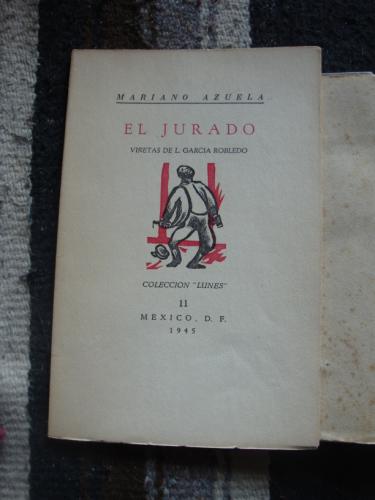 MARIANO AZUELA
EL JURADO
VIÑETAS DE L. GARCIA ROBLEDO
COLECCION "LUNES"
11
MEXICO, D. F.
1945